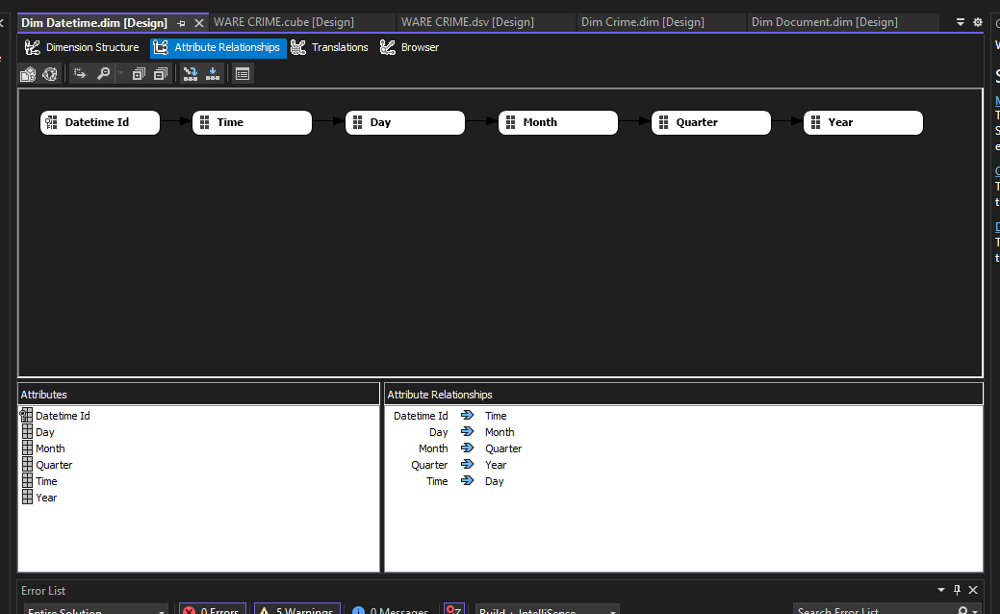 Dim Datetime.dim [Design]
WARE CRIME.cube [Design]
WARE CRIME.dsv [Design]
Dim Crime.dim [Design]
Dim Document.dim [Design]
Dimension Structure
Attribute Relationships
Translations
Browser
Datetime Id
Time
Day
Month
Quarter
Year
Attributes
Datetime Id
Day
Month
Quarter
Time
Year
Attribute Relationships
Datetime Id Time
Day Month
Month Quarter
Quarter Year
Time Day
Error List
Entire Solution
0 Errors
5 Warnings
0 Messages
Build + IntelliSense
Search Error List